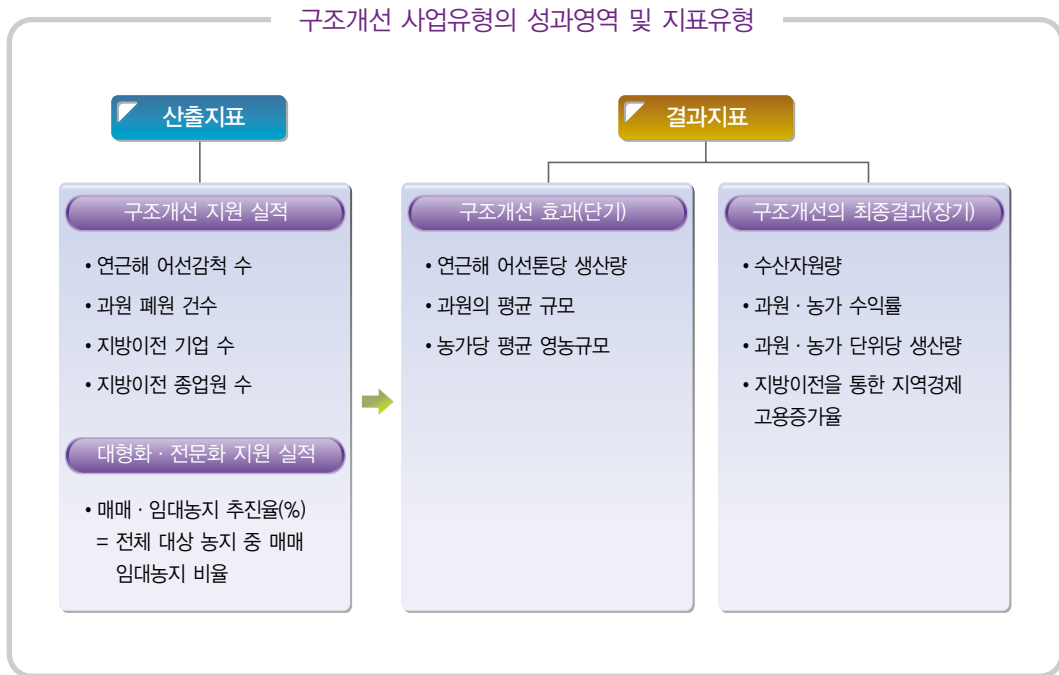 구조개선 사업유형의 성과영역 및 지표유형
산출지표
구조개선 지원 실적
• 연근해 어선감척 수
• 과원 폐원 건수
• 지방이전 기업 수
• 지방이전 종업원 수
대형화 · 전문화 지원 실적
• 매매 · 임대농지 추진율(%)
= 전체 대상 농지 중 매매
임대농지 비율
결과지표
구조개선 효과(단기)
• 연근해 어선톤당 생산량
• 과원의 평균 규모
• 농가당 평균 영농규모
구조개선의 최종결과(장기)
• 수산자원량
• 과원 · 농가 수익률
• 과원 · 농가 단위당 생산량
• 지방이전을 통한 지역경제
고용증가율